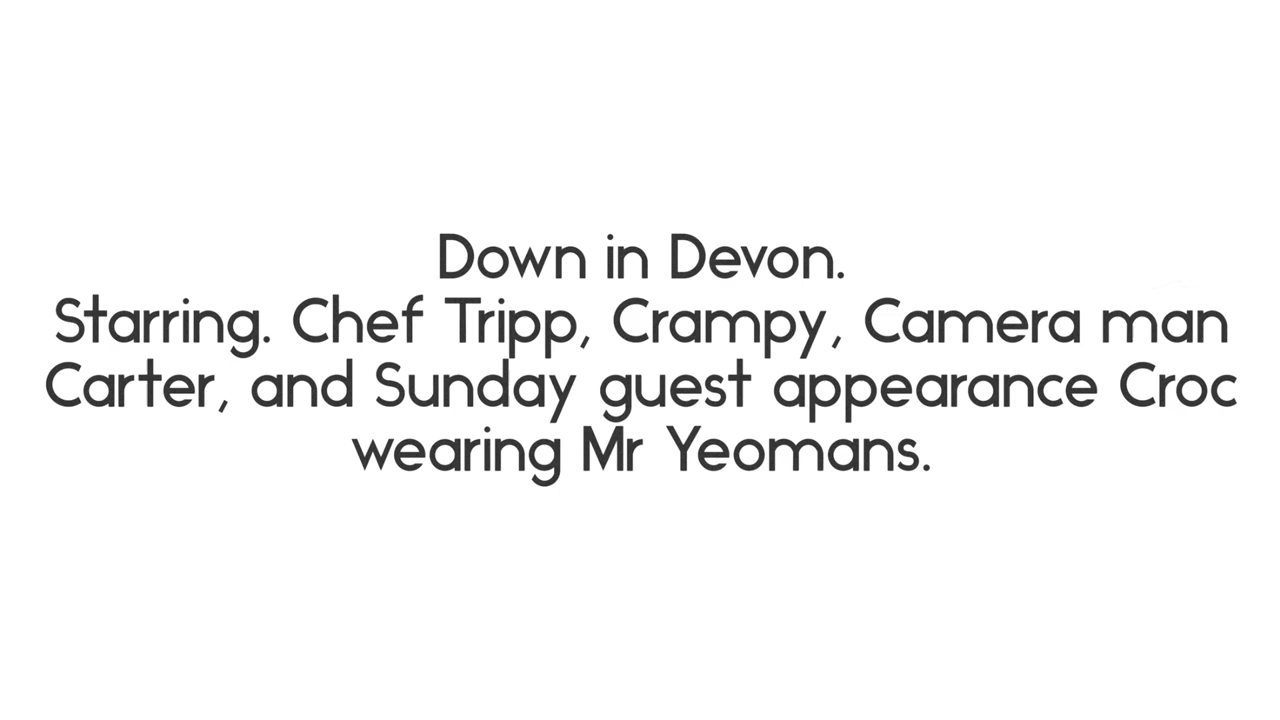 Down in Devon.
Starring. Chef Tripp, Crampy, Camera man
Carter, and Sunday guest appearance Croc
wearing Mr Yeomans.